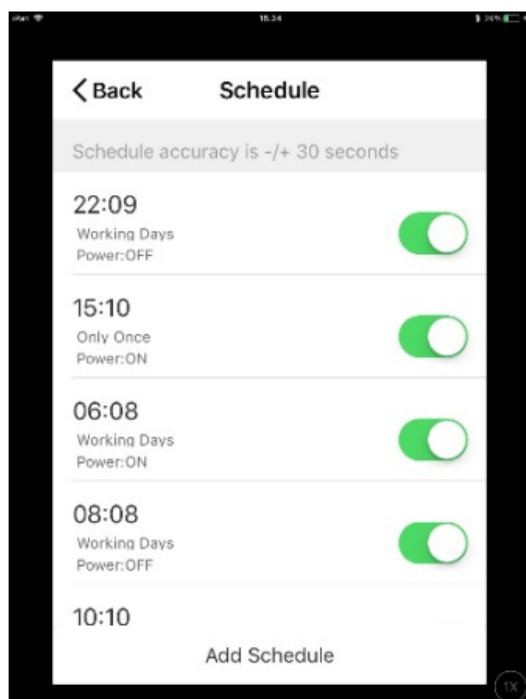 iPad 15.34
Back Schedule
Schedule accuracy is -/+ 30 seconds
22:09
Working Days
Power:OFF
15:10
Only Once
Power:ON
06:08
Working Days
Power:ON
08:08
Working Days
Power:OFF
10:10
Add Schedule
1X